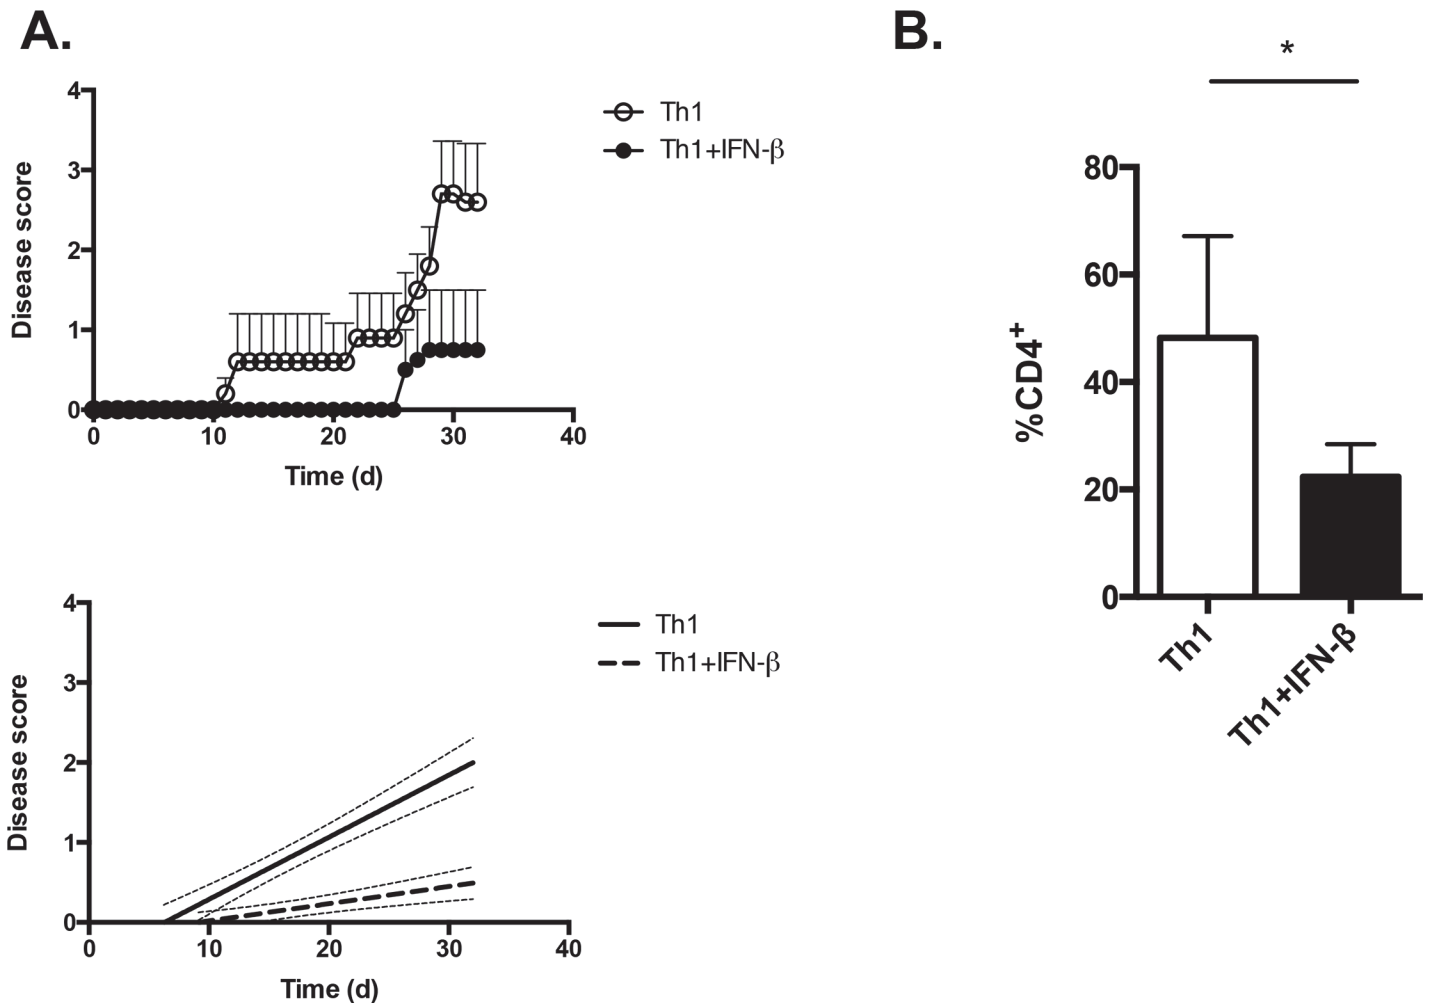 A.
4
3
2
1
0
Disease score
0 10 20 30 40
Time (d)
Th1
Th1+IFN-β
4
3
2
1
0
Disease score
0 10 20 30 40
Time (d)
Th1
Th1+IFN-β
B.
*
80
60
40
20
0
%CD4⁺
Th1
Th1+IFN-β